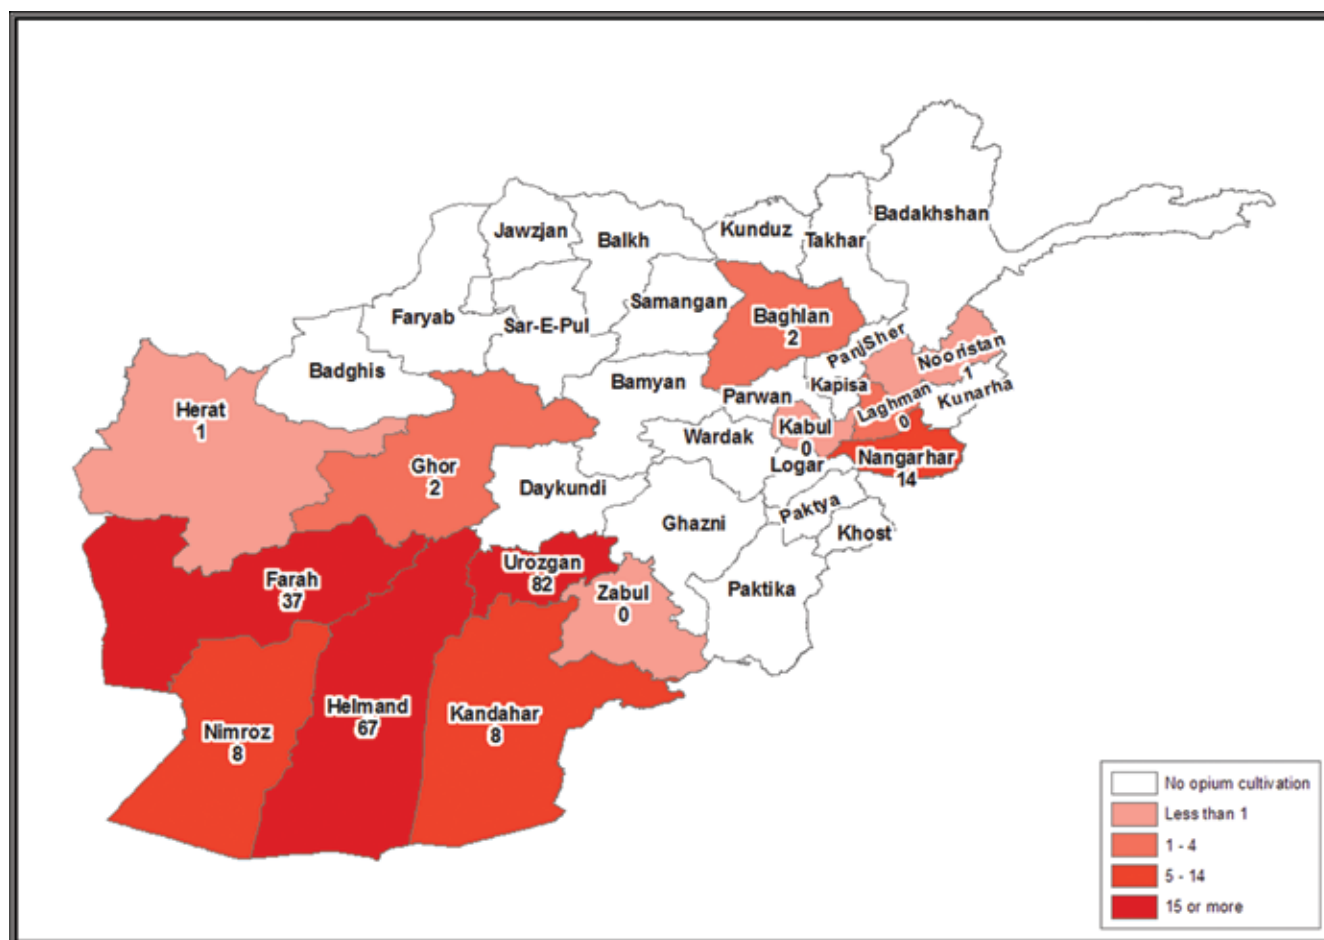 Badakhshan
Jawzjan
Balkh
Kunduz
Takhar
Samangan
Baghlan
2
Faryab
Sar-E-Pul
PanjSher
Nooristan
1
Badghis
Bamyan
Kapisa
Parwan
Laghman
0
Kunarha
Herat
1
Kabul
0
Wardak
Nangarhar
14
Logar
Ghor
2
Daykundi
Paktya
Ghazni
Khost
Urozgan
82
Farah
37
Zabul
0
Paktika
Helmand
67
Kandahar
8
Nimroz
8
No opium cultivation
Less than 1
1 - 4
5 - 14
15 or more